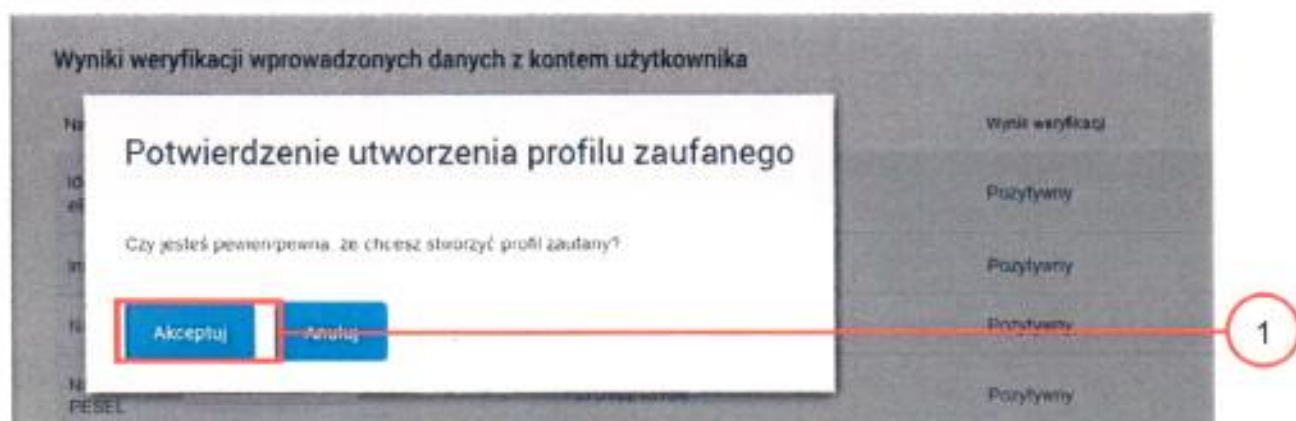 Wyniki weryfikacji wprowadzonych danych z kontem użytkownika
Wynik weryfikacji
Potwierdzenie utworzenia profilu zaufanego
Pozytywny
Czy jesteś pewien/pewna, że chcesz stworzyć profil zaufany?
Pozytywny
Akceptuj
Anuluj
Pozytywny
1
PESEL
Pozytywny